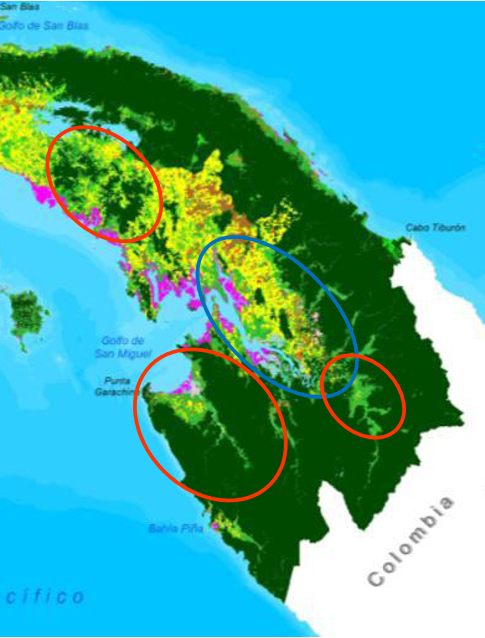 San Blas
Golfo de San Blas
Cabo Tiburón
Golfo de
San Miguel
Punta
Garachiné
Bahía Piña
Colombia
cífico